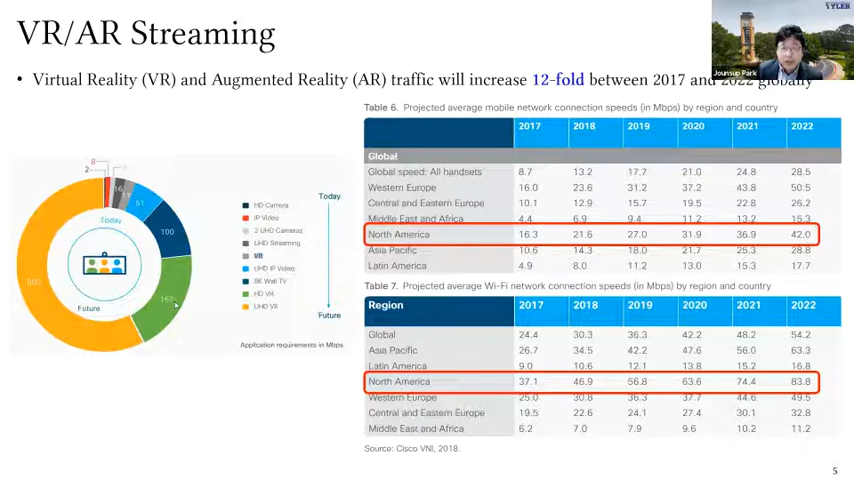 VR/AR Streaming
TYLER
Jounsup Park
• Virtual Reality (VR) and Augmented Reality (AR) traffic will increase 12-fold between 2017 and 2022 globally
Table 6. Projected average mobile network connection speeds (in Mbps) by region and country
2017 2018 2019 2020 2021 2022
Global
Global speed: All handsets 8.7 13.2 17.7 21.0 24.8 28.5
Western Europe 16.0 23.6 31.2 37.2 43.8 50.5
Central and Eastern Europe 10.1 12.9 15.7 19.5 22.8 26.2
Middle East and Africa 4.4 6.9 9.4 11.2 13.2 15.3
North America 16.3 21.6 27.0 31.9 36.9 42.0
Asia Pacific 10.6 14.3 18.0 21.7 25.3 28.8
Latin America 4.9 8.0 11.2 13.0 15.3 17.7
Table 7. Projected average Wi-Fi network connection speeds (in Mbps) by region and country
Region 2017 2018 2019 2020 2021 2022
Global 24.4 30.3 36.3 42.2 48.2 54.2
Asia Pacific 26.7 34.5 42.2 47.6 56.0 63.3
Latin America 9.0 10.6 12.1 13.8 15.2 16.8
North America 37.1 46.9 56.8 63.6 74.4 83.8
Western Europe 25.0 30.8 36.3 37.7 44.6 49.5
Central and Eastern Europe 19.5 22.6 24.1 27.4 30.1 32.8
Middle East and Africa 6.2 7.0 7.9 9.6 10.2 11.2
Source: Cisco VNI, 2018.
8
2
16
17
51
100
167
500
Today
Future
Today
HD Camera
IP Video
2 UHD Cameras
UHD Streaming
VR
UHD IP Video
8K Wall TV
HD VR
UHD VR
Future
Application requirements in Mbps.
5